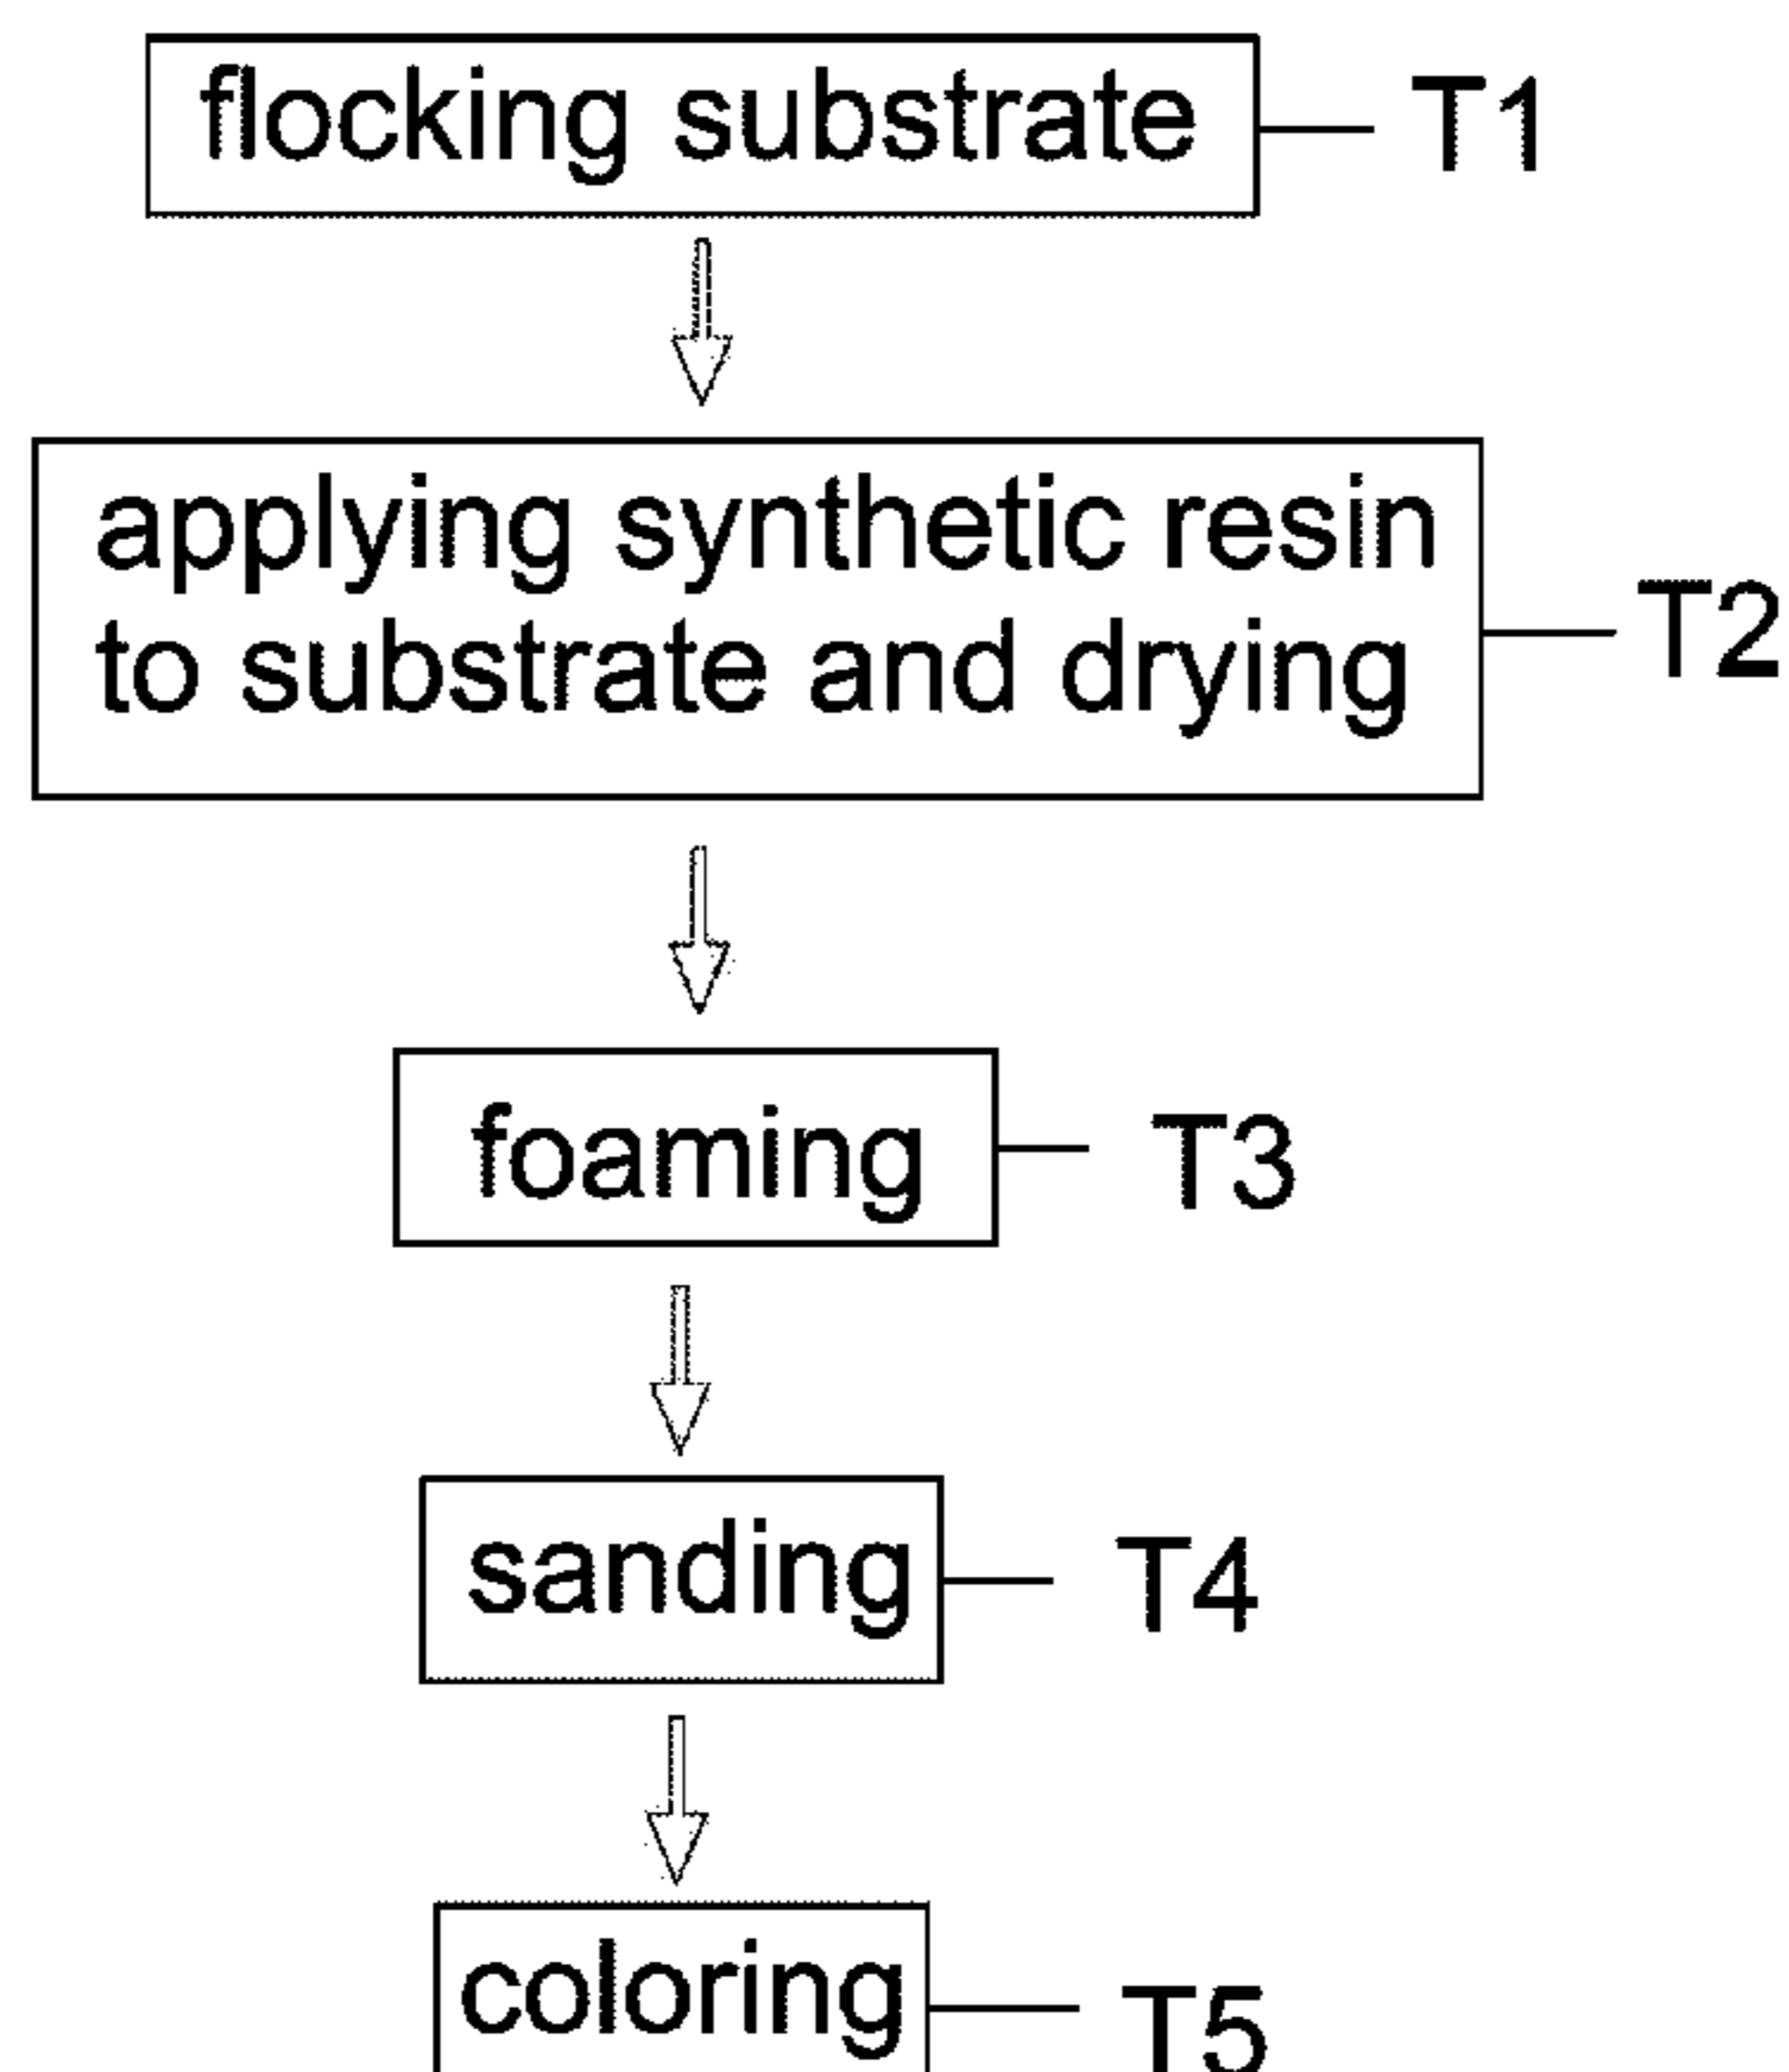 flocking substrate T1
applying synthetic resin
to substrate and drying T2
foaming T3
sanding T4
coloring T5